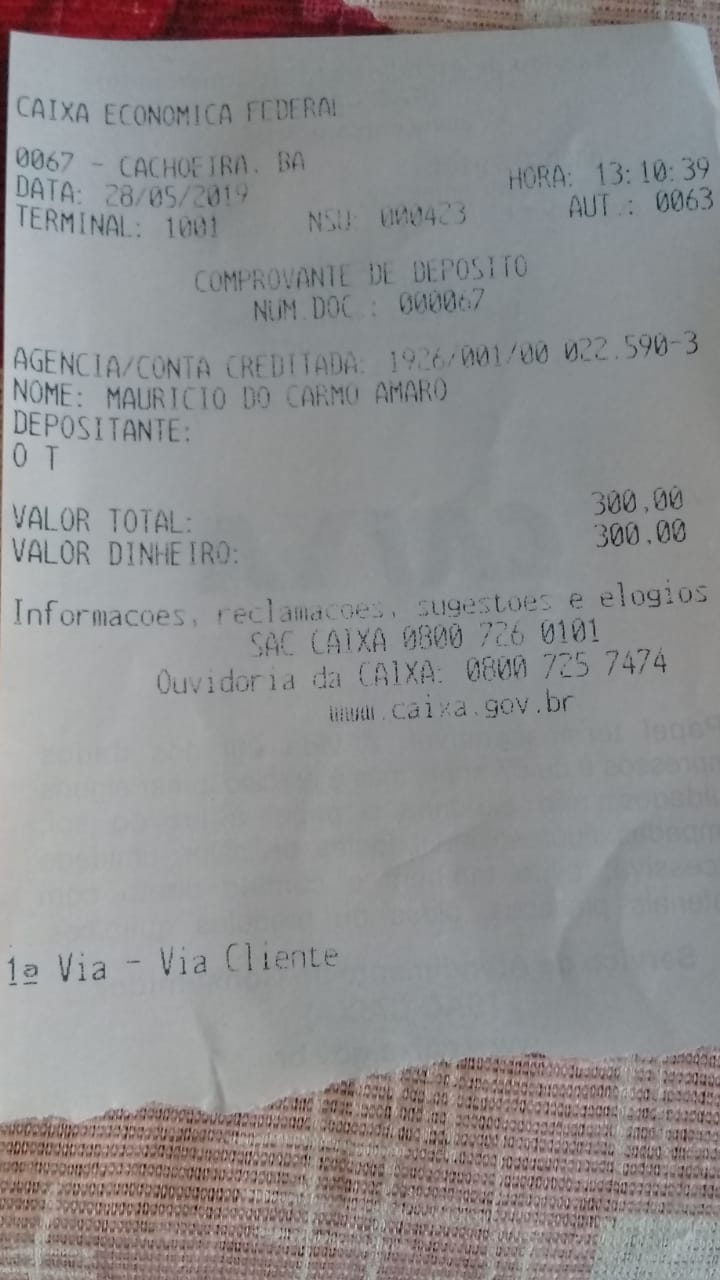 CAIXA ECONOMICA FEDERAL
0067 - CACHOEIRA, BA
DATA: 28/05/2019 HORA: 13:10:39
TERMINAL: 1001 NSU: 000423 AUT.: 0063
COMPROVANTE DE DEPOSITO
NUM.DOC.: 000067
AGENCIA/CONTA CREDITADA: 1926/001/00 022.590-3
NOME: MAURICIO DO CARMO AMARO
DEPOSITANTE:
O T
VALOR TOTAL: 300,00
VALOR DINHEIRO: 300,00
Informacoes, reclamacoes, sugestoes e elogios
SAC CAIXA 0800 726 0101
Ouvidoria da CAIXA: 0800 725 7474
www.caixa.gov.br
1ª Via - Via Cliente